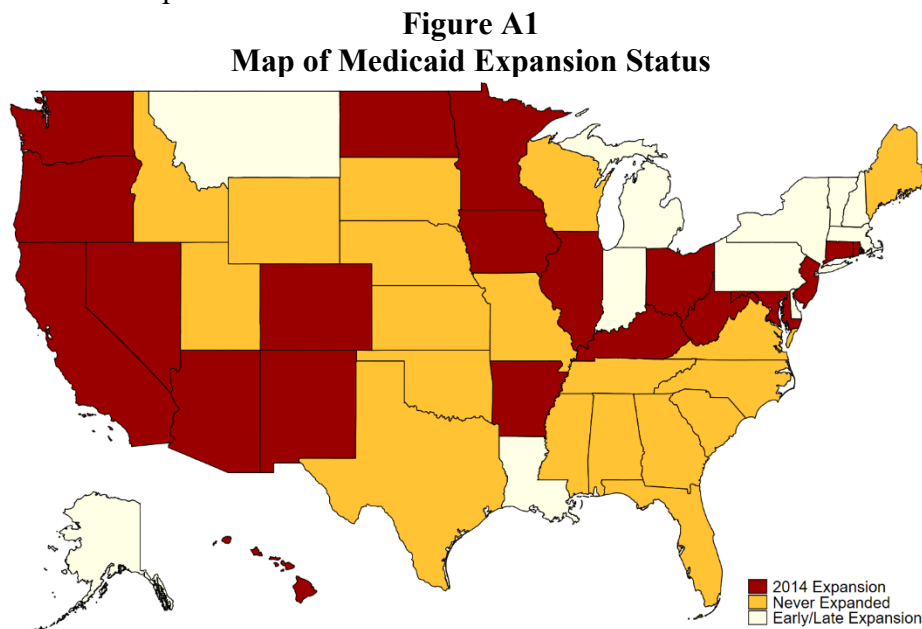 Figure A1
Map of Medicaid Expansion Status
2014 Expansion
Never Expanded
Early/Late Expansion